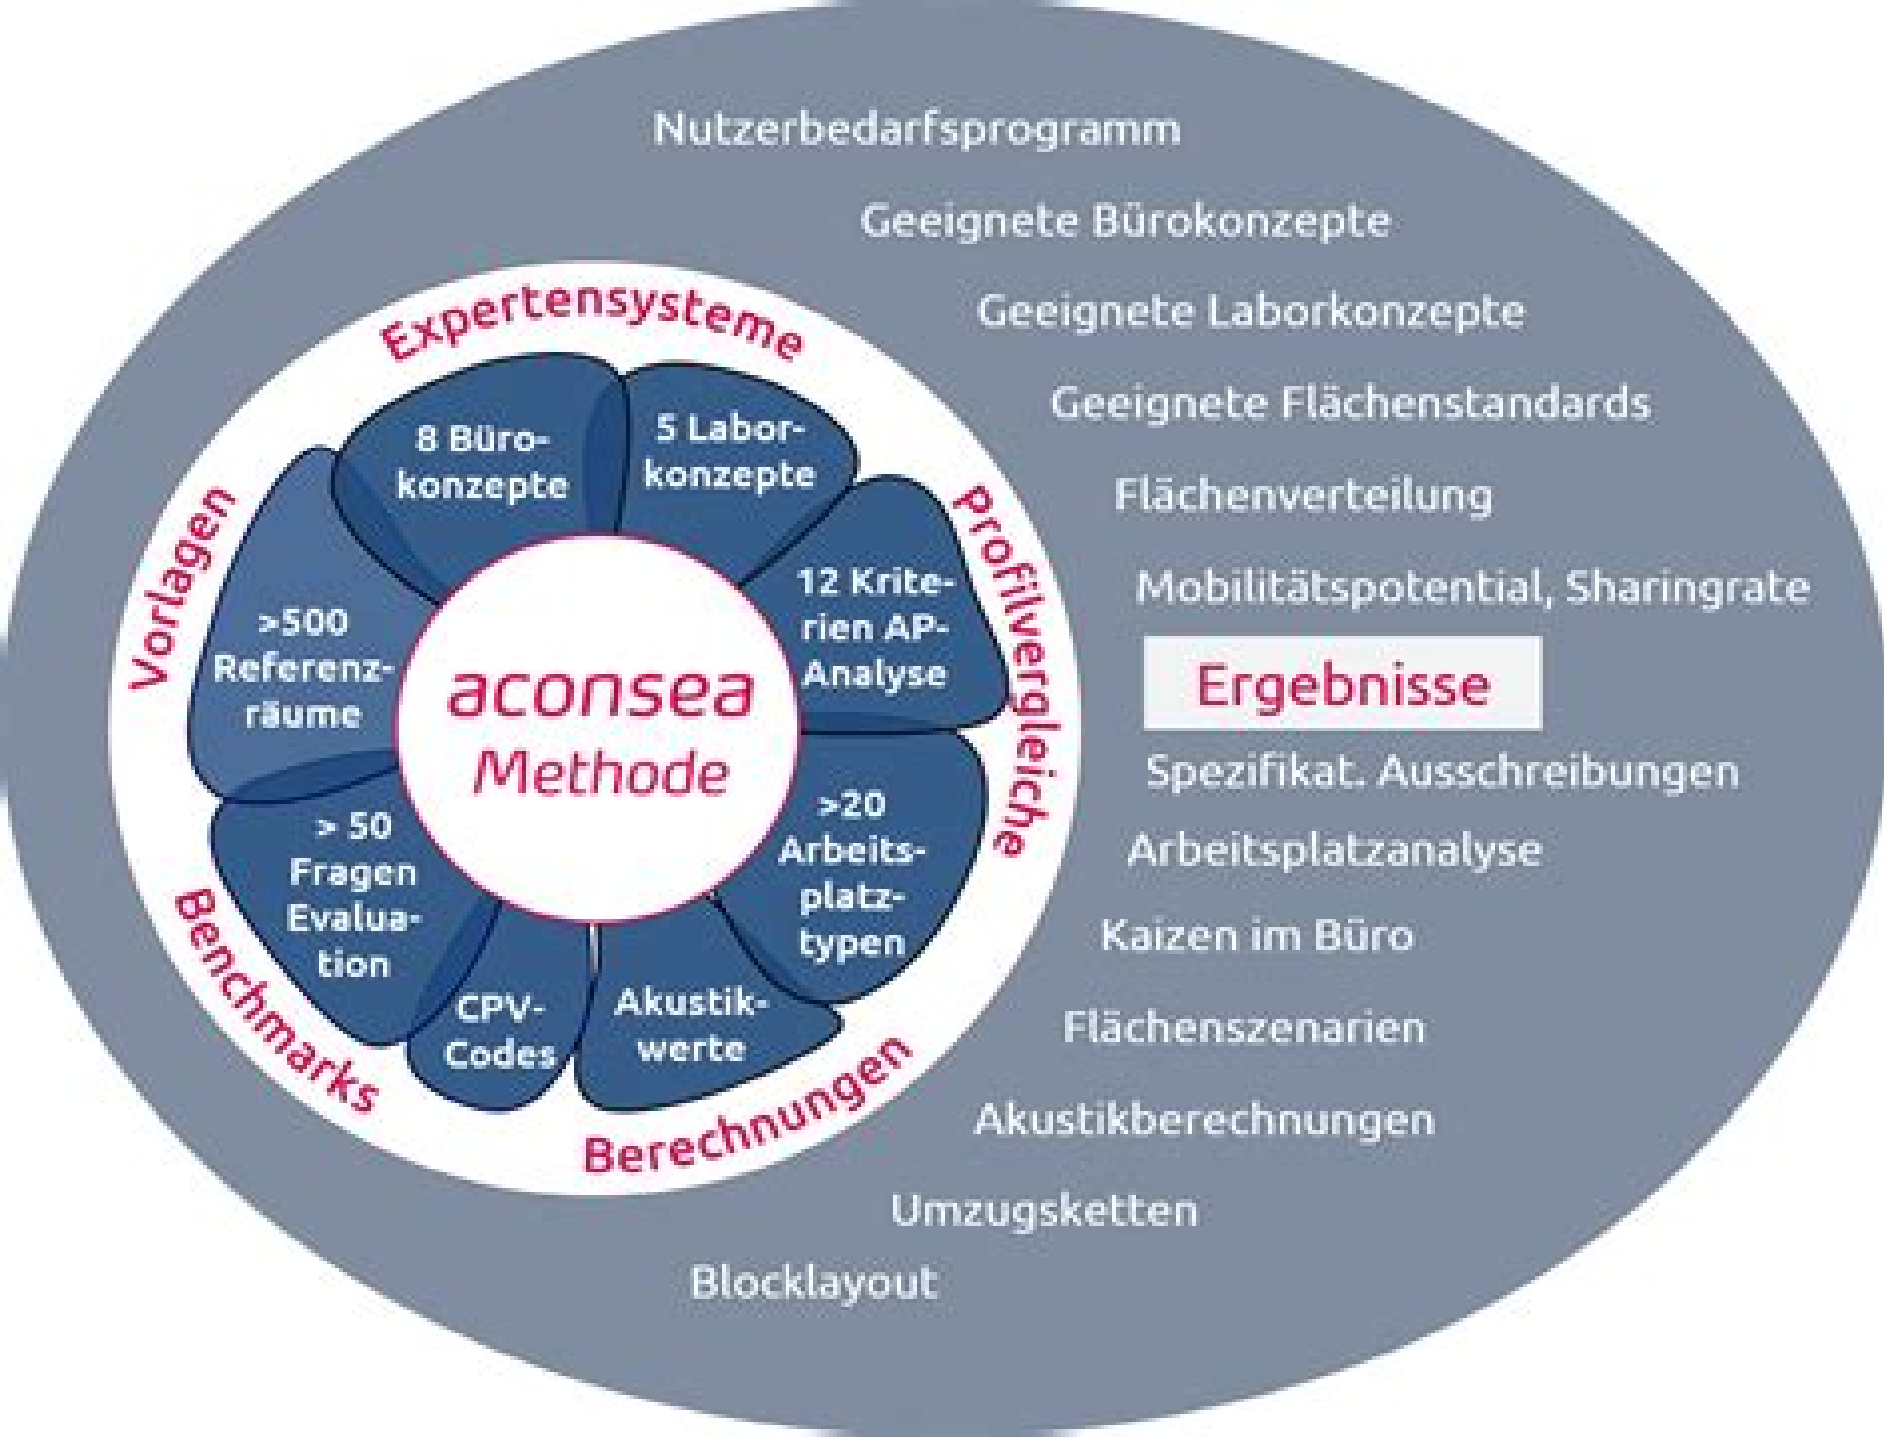 Nutzerbedarfsprogramm
Geeignete Bürokonzepte
Geeignete Laborkonzepte
Geeignete Flächenstandards
Flächenverteilung
Mobilitätspotential, Sharingrate
Ergebnisse
Spezifikat. Ausschreibungen
Arbeitsplatzanalyse
Kaizen im Büro
Flächenszenarien
Akustikberechnungen
Umzugsketten
Blocklayout
Expertensysteme
Profilvergleiche
Berechnungen
Benchmarks
Vorlagen
8 Büro-
konzepte
5 Labor-
konzepte
12 Krite-
rien AP-
Analyse
>20
Arbeits-
platz-
typen
Akustik-
werte
CPV-
Codes
> 50
Fragen
Evalua-
tion
>500
Referenz-
räume
aconsea
Methode